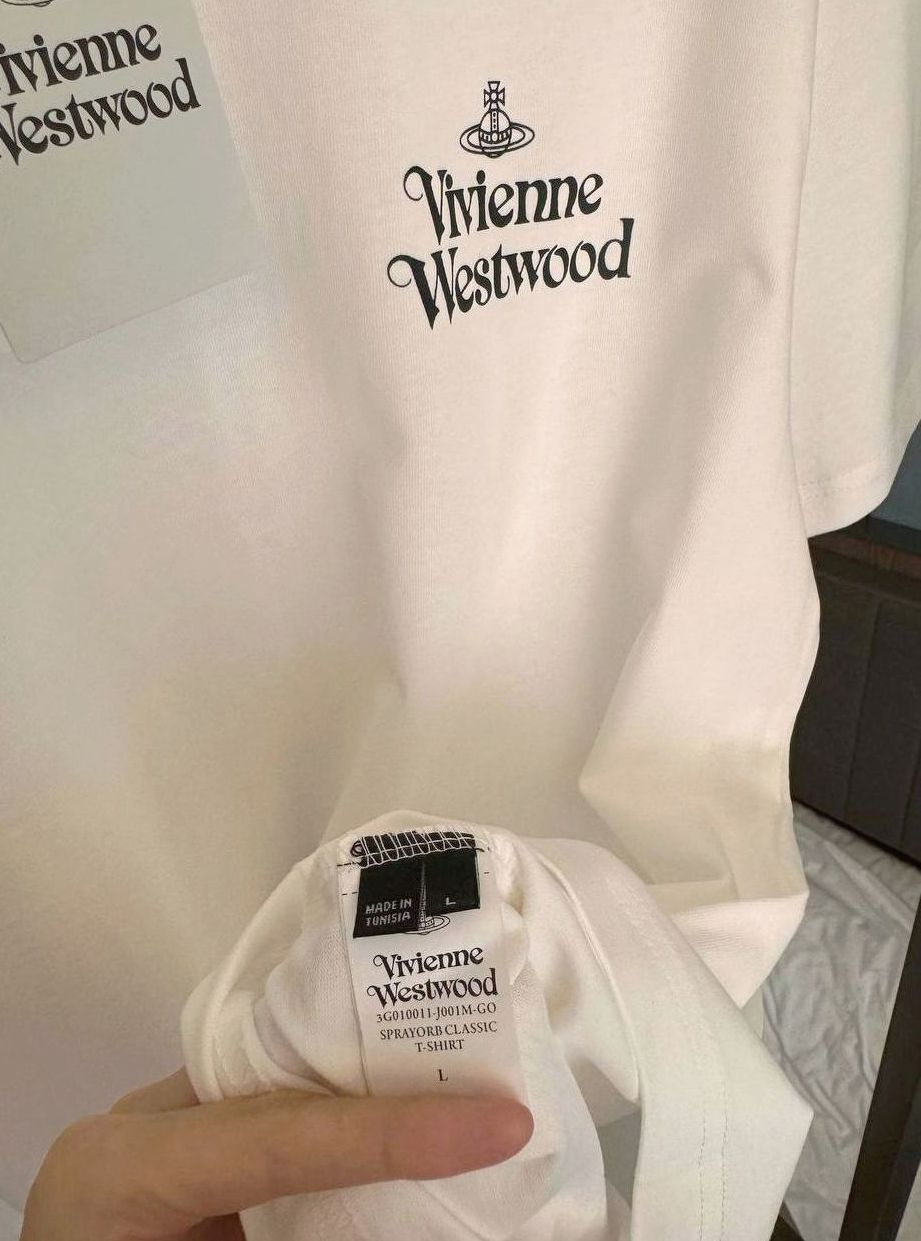 Vivienne
Westwood
Vivienne
Westwood
MADE IN
TUNISIA
L
Vivienne
Westwood
3G010011-J001M-GO
SPRAYORB CLASSIC
T-SHIRT
L